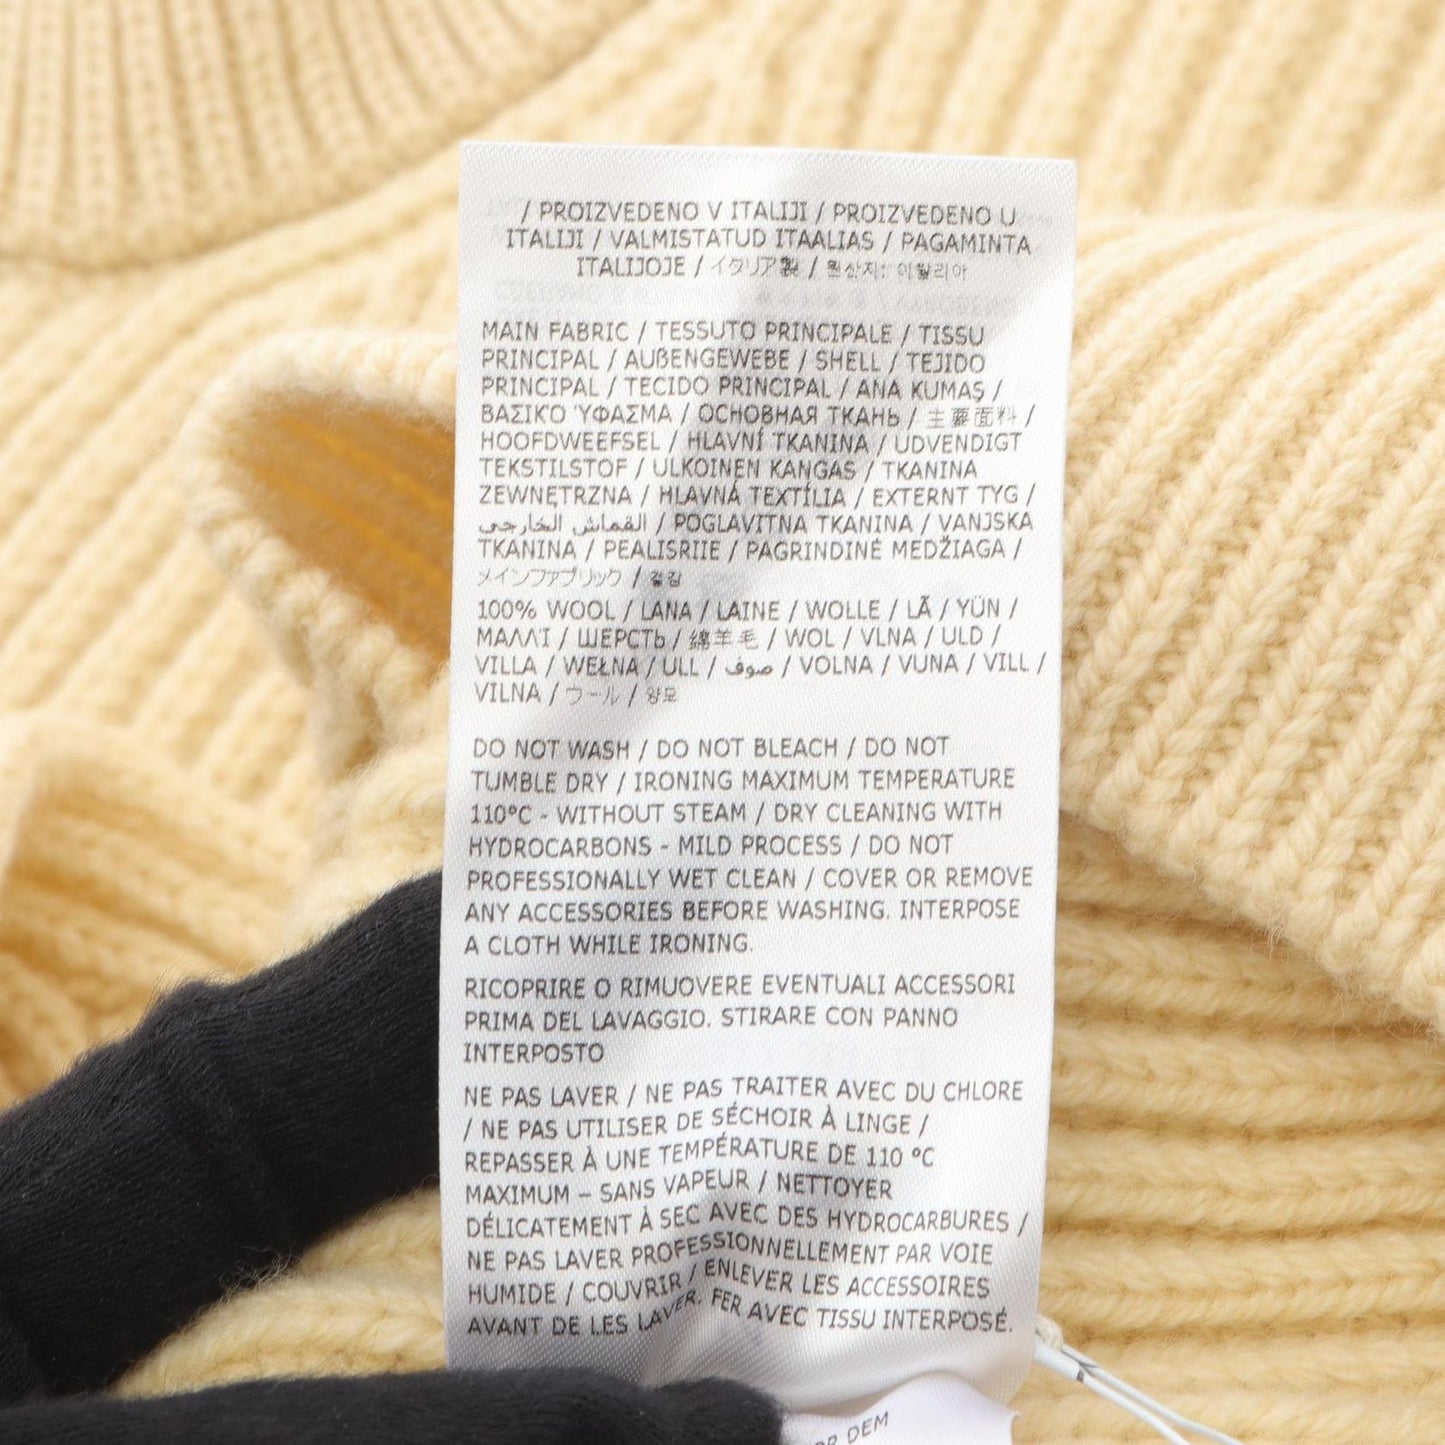 / PROIZVEDENO V ITALIJI / PROIZVEDENO U
ITALIJI / VALMISTATUD ITAALIAS / PAGAMINTA
ITALIJOJE / イタリア製 / 원산지: 이탈리아
MAIN FABRIC / TESSUTO PRINCIPALE / TISSU
PRINCIPAL / AUßENGEWEBE / SHELL / TEJIDO
PRINCIPAL / TECIDO PRINCIPAL / ANA KUMAŞ /
ΒΑΣΙΚΌ ΎΦΑΣΜΑ / ОСНОВНАЯ ТКАНЬ / 主要面料 /
HOOFDWEEFSEL / HLAVNÍ TKANINA / UDVENDIGT
TEKSTILSTOF / ULKOINEN KANGAS / TKANINA
ZEWNĘTRZNA / HLAVNÁ TEXTÍLIA / EXTERNT TYG /
القماش الخارجي / POGLAVITNA TKANINA / VANJSKA
TKANINA / PEALISRIIE / PAGRINDINĖ MEDŽIAGA /
メインファブリック / 겉감
100% WOOL / LANA / LAINE / WOLLE / LÃ / YÜN /
ΜΑΛΛΊ / ШЕРСТЬ / 绵羊毛 / WOL / VLNA / ULD /
VILLA / WEŁNA / ULL / صوف / VOLNA / VUNA / VILL /
VILNA / ウール / 양모
DO NOT WASH / DO NOT BLEACH / DO NOT
TUMBLE DRY / IRONING MAXIMUM TEMPERATURE
110°C - WITHOUT STEAM / DRY CLEANING WITH
HYDROCARBONS - MILD PROCESS / DO NOT
PROFESSIONALLY WET CLEAN / COVER OR REMOVE
ANY ACCESSORIES BEFORE WASHING. INTERPOSE
A CLOTH WHILE IRONING.
RICOPRIRE O RIMUOVERE EVENTUALI ACCESSORI
PRIMA DEL LAVAGGIO. STIRARE CON PANNO
INTERPOSTO
NE PAS LAVER / NE PAS TRAITER AVEC DU CHLORE
/ NE PAS UTILISER DE SÉCHOIR À LINGE /
REPASSER À UNE TEMPÉRATURE DE 110 °C
MAXIMUM – SANS VAPEUR / NETTOYER
DÉLICATEMENT À SEC AVEC DES HYDROCARBURES /
NE PAS LAVER PROFESSIONNELLEMENT PAR VOIE
HUMIDE / COUVRIR / ENLEVER LES ACCESSOIRES
AVANT DE LES LAVER. FER AVEC TISSU INTERPOSÉ.
DEM